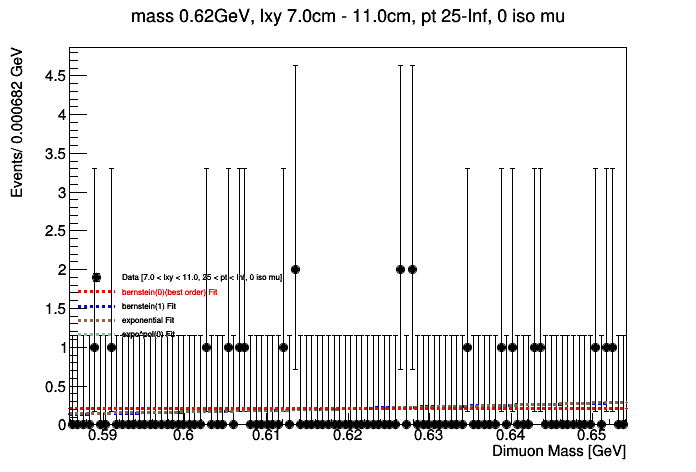 mass 0.62GeV, lxy 7.0cm - 11.0cm, pt 25-Inf, 0 iso mu
Events/ 0.000682 GeV
4.5
4
3.5
3
2.5
2
1.5
1
0.5
0
Data [7.0 < lxy < 11.0, 25 < pt < Inf, 0 iso mu]
bernstein(0)(best order) Fit
bernstein(1) Fit
exponential Fit
expo*pol(0) Fit
0.59 0.6 0.61 0.62 0.63 0.64 0.65
Dimuon Mass [GeV]